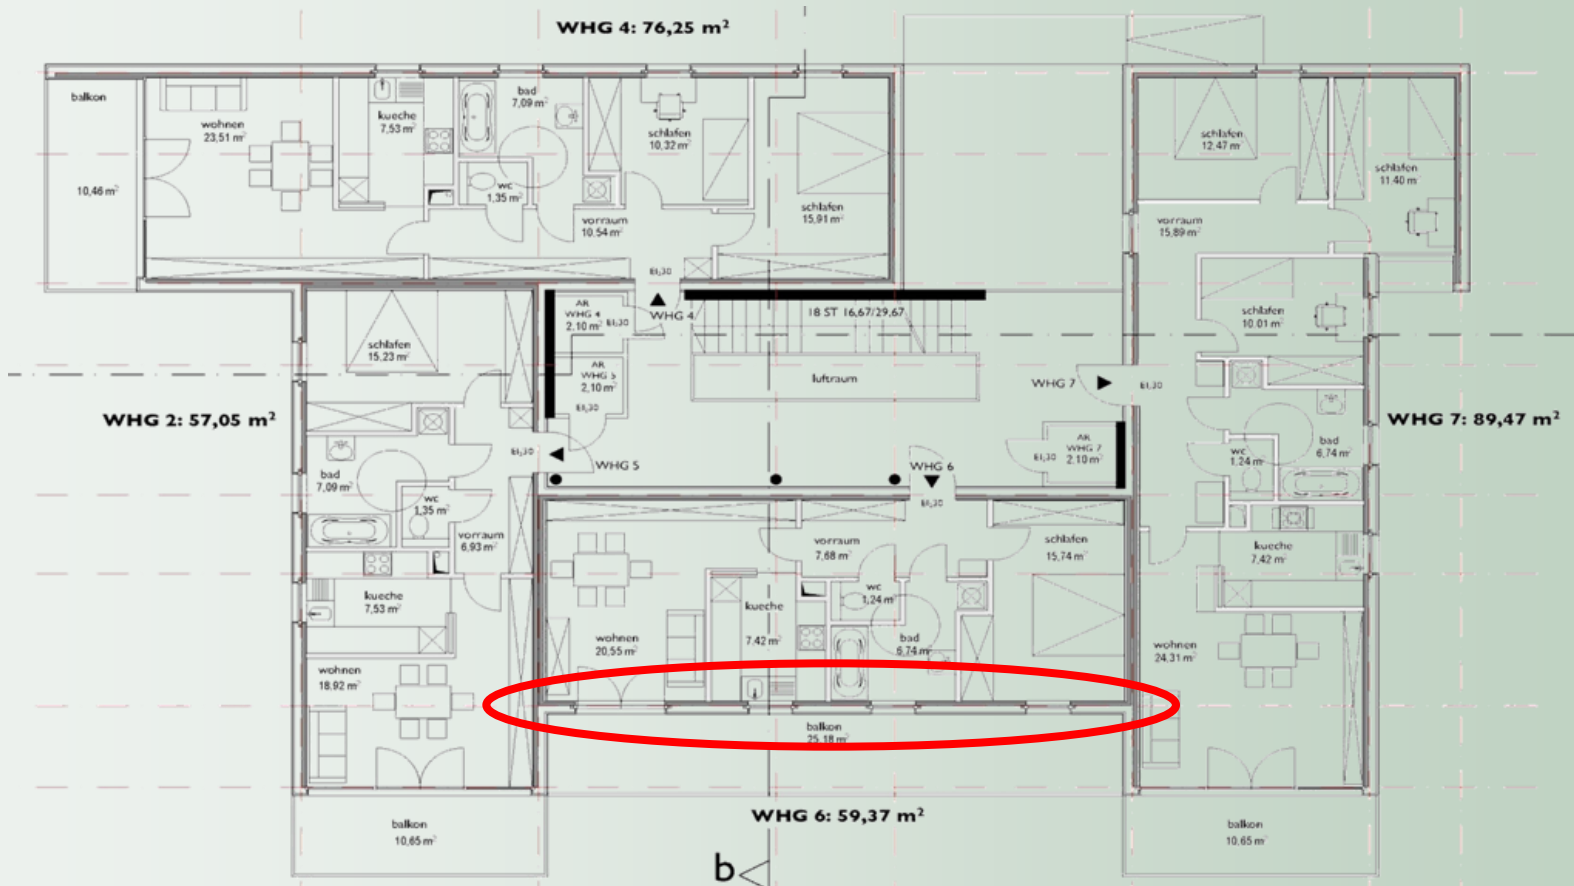 WHG 4: 76,25 m²
balkon
10,46 m²
wohnen
23,51 m²
kueche
7,53 m²
bad
7,09 m²
wc
1,35 m²
schlafen
10,32 m²
schlafen
15,91 m²
vorraum
10,54 m²
EI₂30
schlafen
12,47 m²
schlafen
11,40 m²
vorraum
15,89 m²
schlafen
10.01 m²
AR
WHG 4
2,10 m²
EI₂30
WHG 4
18 ST 16,67/29,67
luftraum
AR
WHG 5
2,10 m²
EI₂30
schlafen
15,23 m²
WHG 2: 57,05 m²
EI₂30
WHG 5
WHG 7
EI₂30
WHG 7: 89,47 m²
AR
WHG 7
2,10 m²
EI₂30
WHG 6
EI₂30
bad
7,09 m²
wc
1,35 m²
vorraum
6,93 m²
kueche
7,53 m²
wohnen
18,92 m²
vorraum
7,68 m²
schlafen
15,74 m²
wc
1,24 m²
kueche
7,42 m²
bad
6,74 m²
wohnen
20,55 m²
balkon
25,18 m²
wc
1,24 m²
bad
6,74 m²
kueche
7,42 m²
wohnen
24,31 m²
WHG 6: 59,37 m²
balkon
10,65 m²
balkon
10,65 m²
b